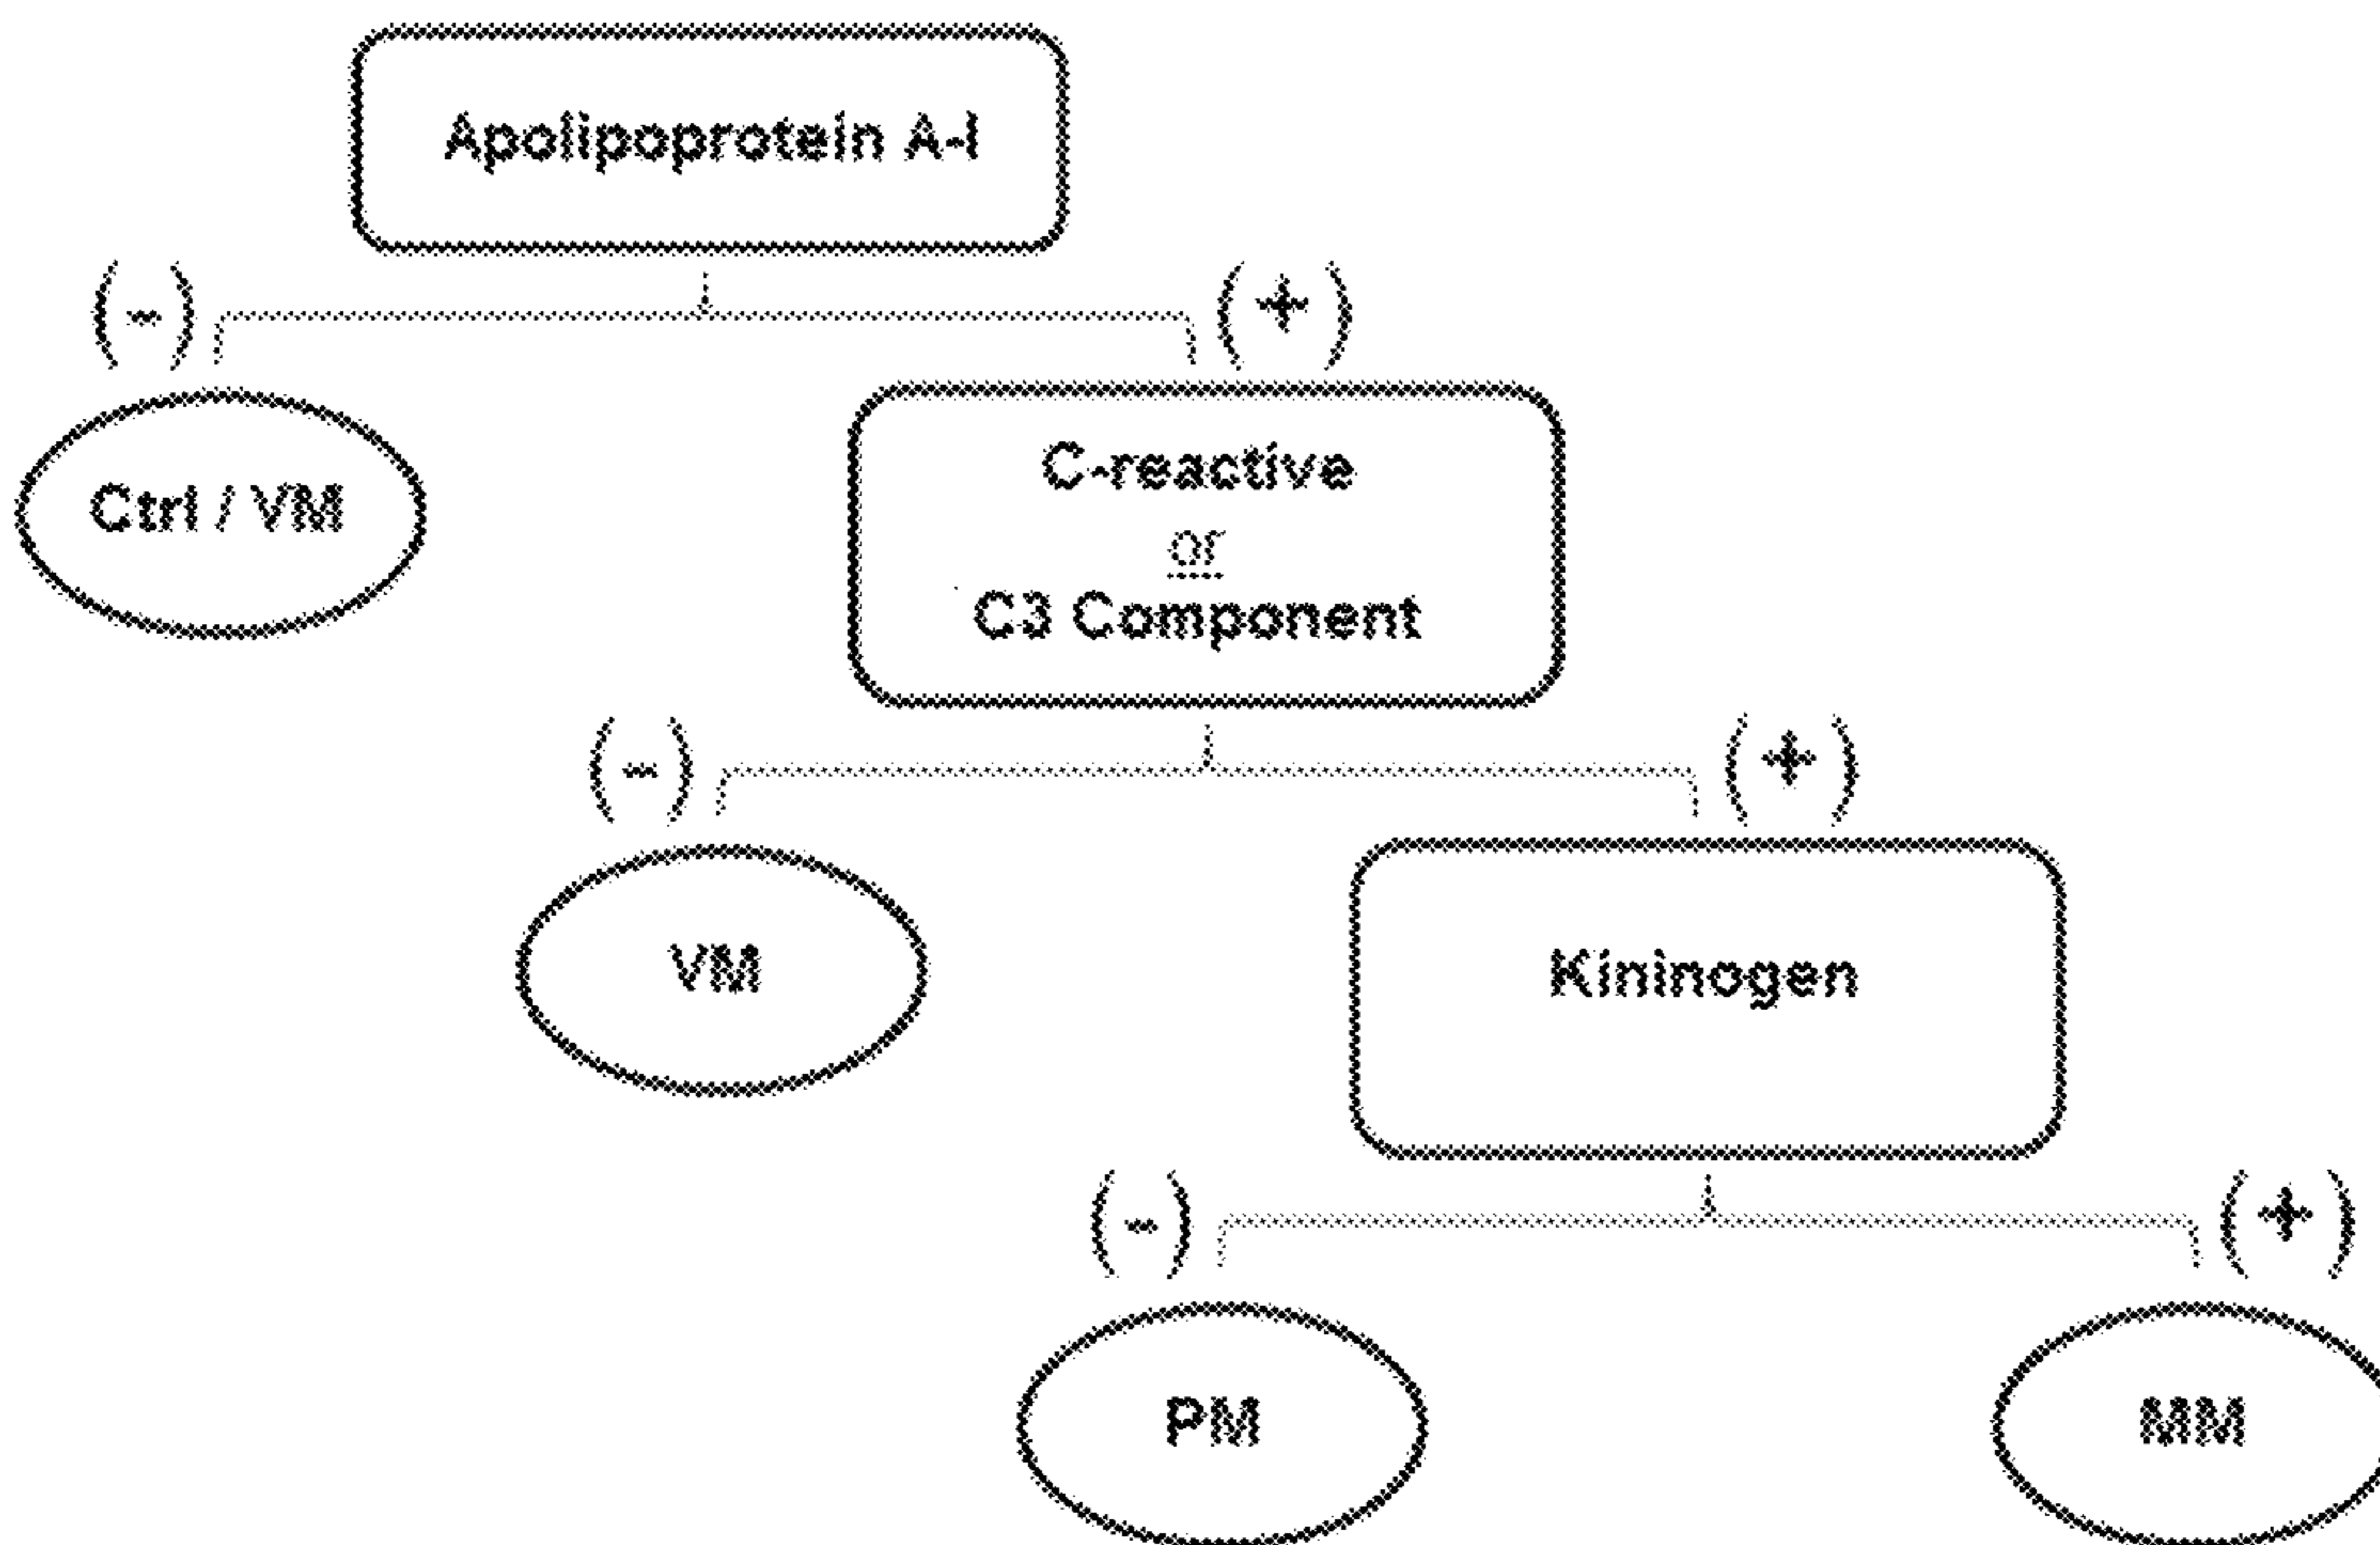 Apolipoprotein A-I
(-)
(+)
Ctrl / VM
C-reactive
or
C3 Component
(-)
(+)
VM
Kininogen
(-)
(+)
PM
MM